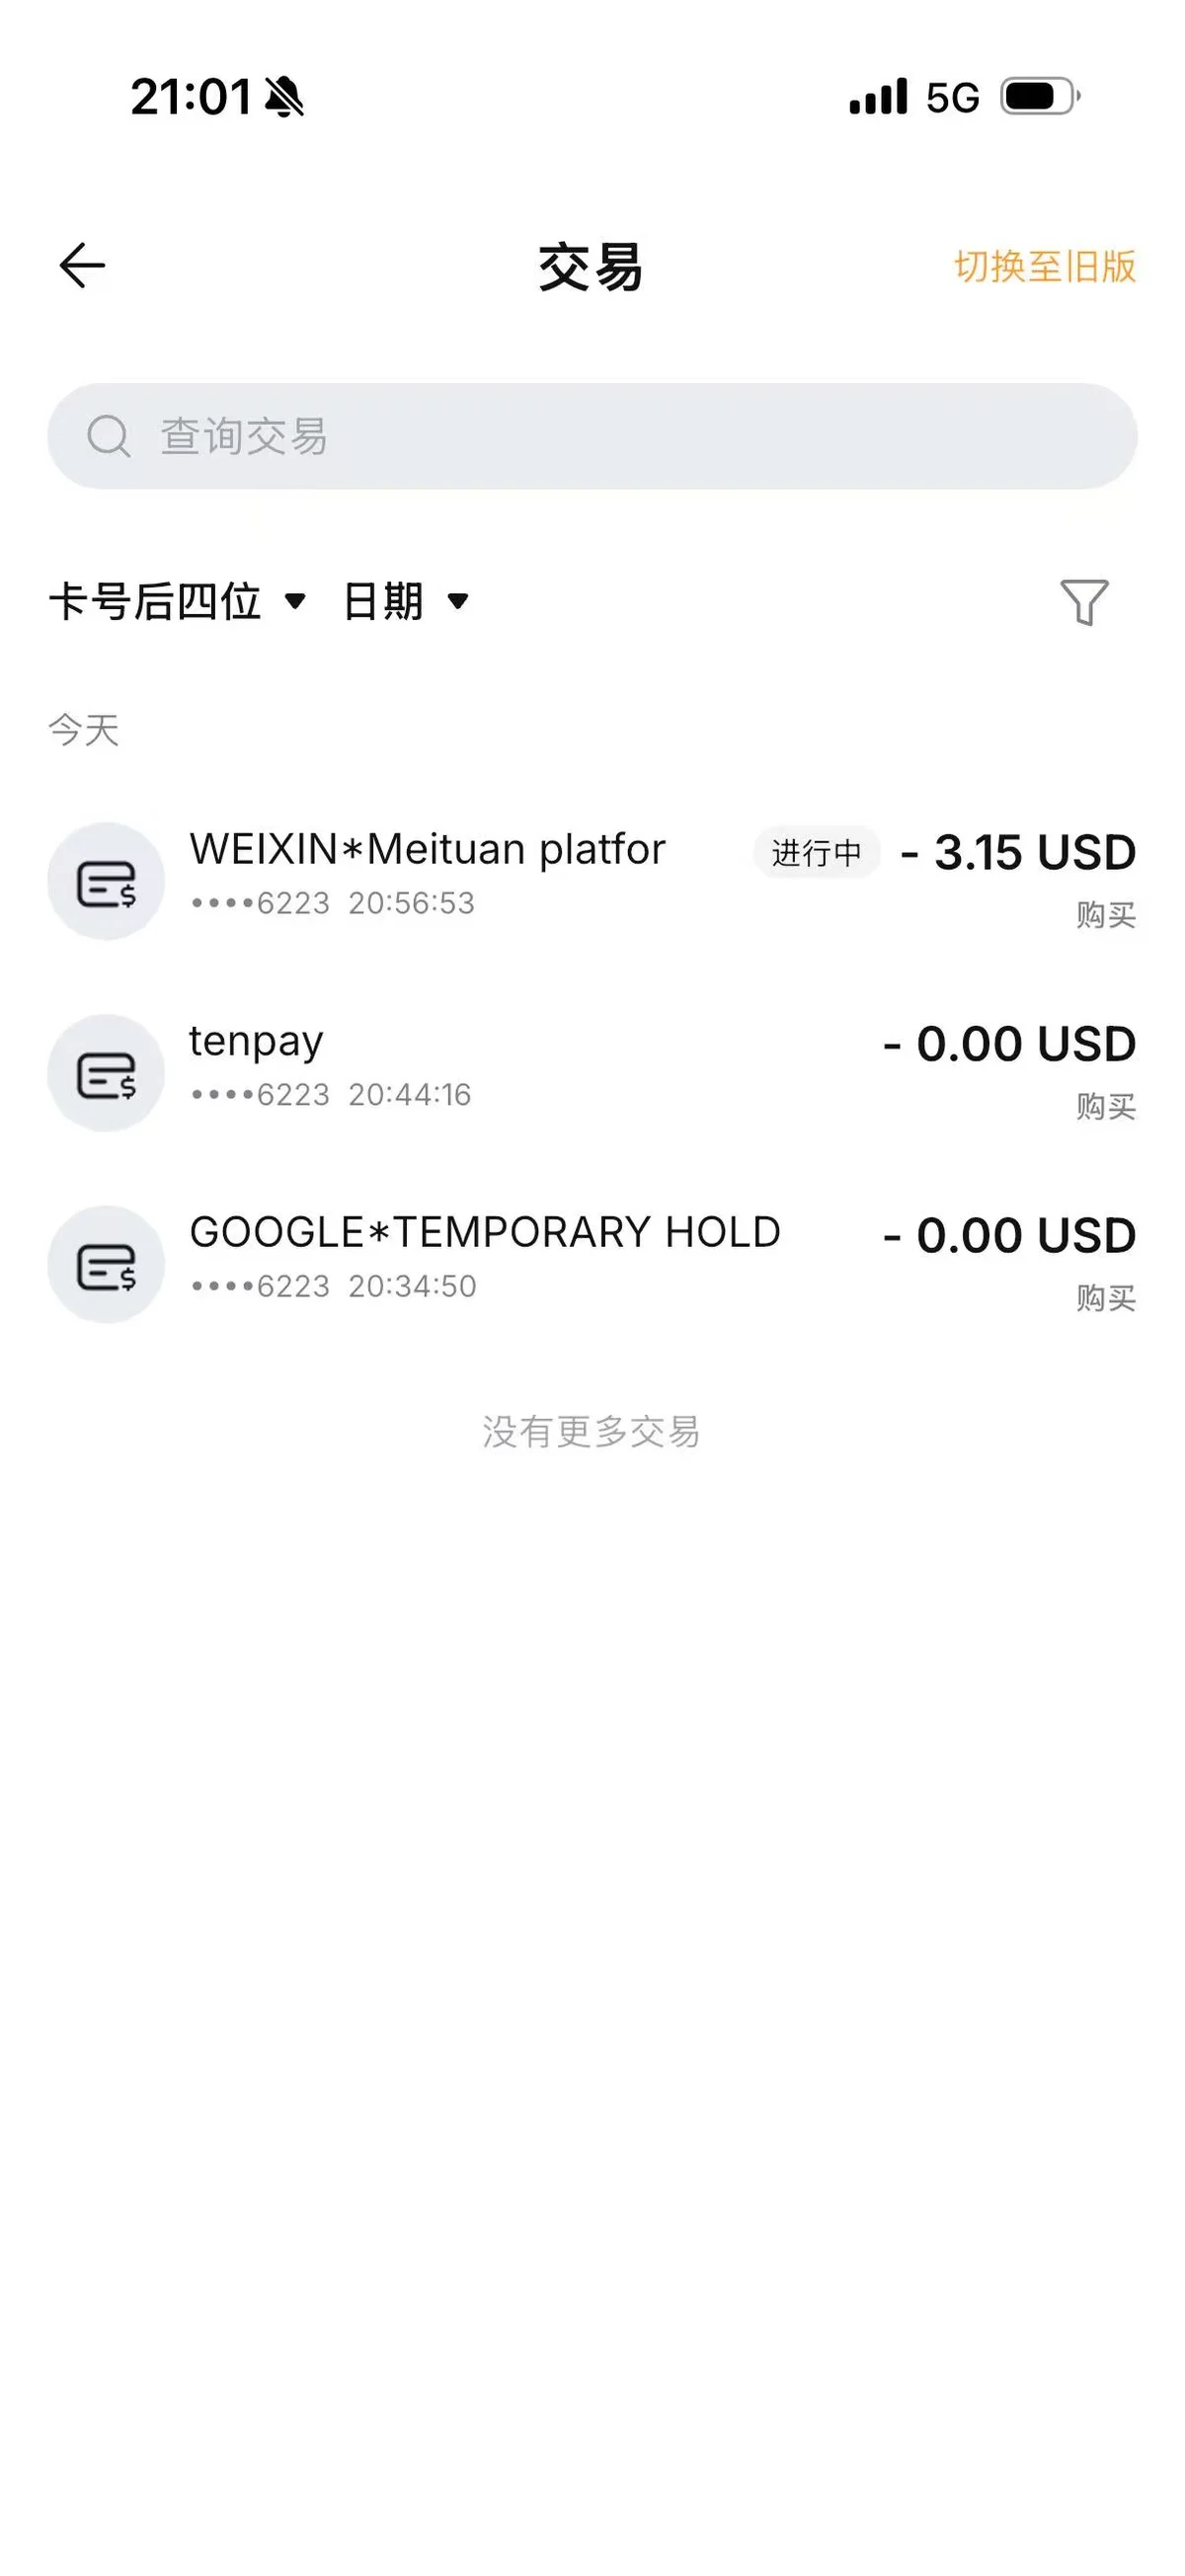 21:01 5G
交易 切换至旧版
查询交易
卡号后四位 日期
今天
WEIXIN*Meituan platfor 进行中 - 3.15 USD
••••6223 20:56:53 购买
tenpay - 0.00 USD
••••6223 20:44:16 购买
GOOGLE*TEMPORARY HOLD - 0.00 USD
••••6223 20:34:50 购买
没有更多交易